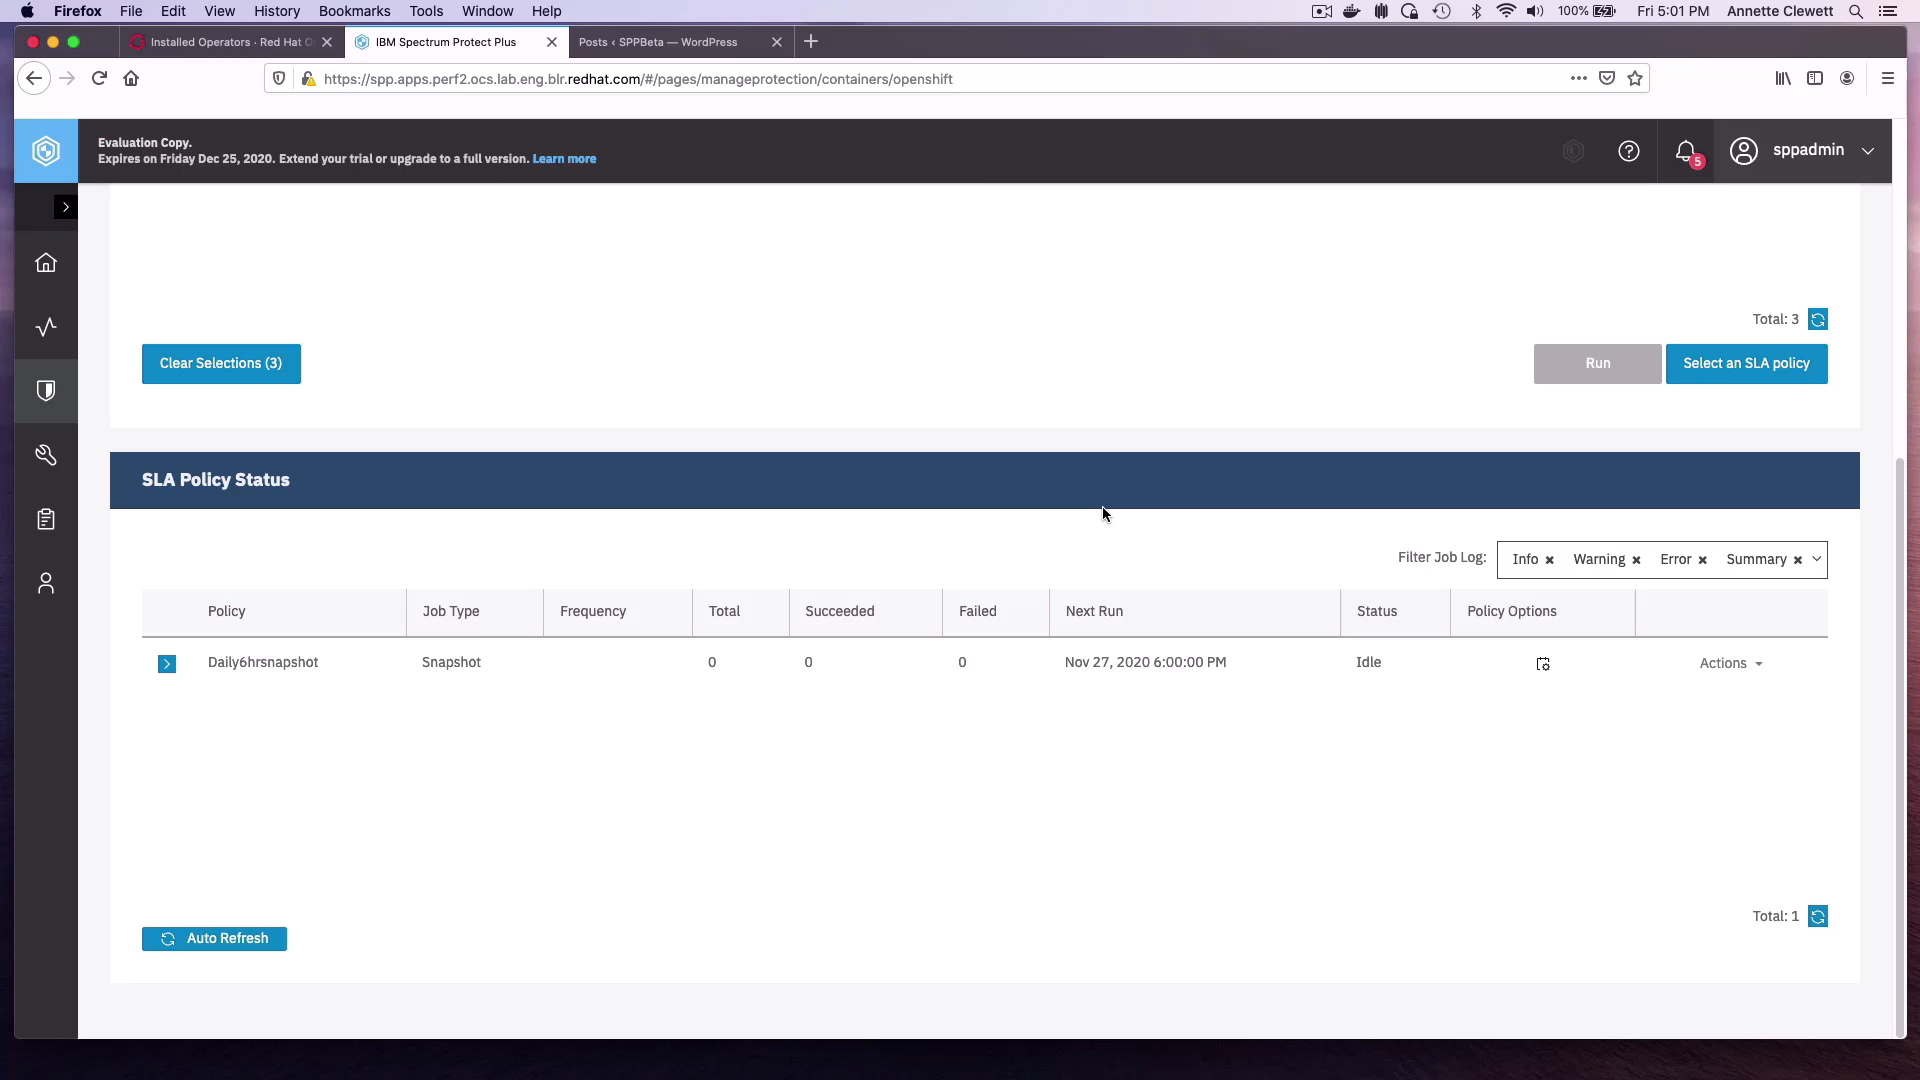 Firefox File Edit View History Bookmarks Tools Window Help 100% Fri 5:01 PM Annette Clewett
Installed Operators · Red Hat O IBM Spectrum Protect Plus Posts ‹ SPPBeta — WordPress
https://spp.apps.perf2.ocs.lab.eng.blr.redhat.com/#/pages/manageprotection/containers/openshift
Evaluation Copy.
Expires on Friday Dec 25, 2020. Extend your trial or upgrade to a full version. Learn more
5 sppadmin
Total: 3
Clear Selections (3) Run Select an SLA policy
SLA Policy Status
Filter Job Log: Info Warning Error Summary
Policy Job Type Frequency Total Succeeded Failed Next Run Status Policy Options
Daily6hrsnapshot Snapshot 0 0 0 Nov 27, 2020 6:00:00 PM Idle Actions
Total: 1
Auto Refresh